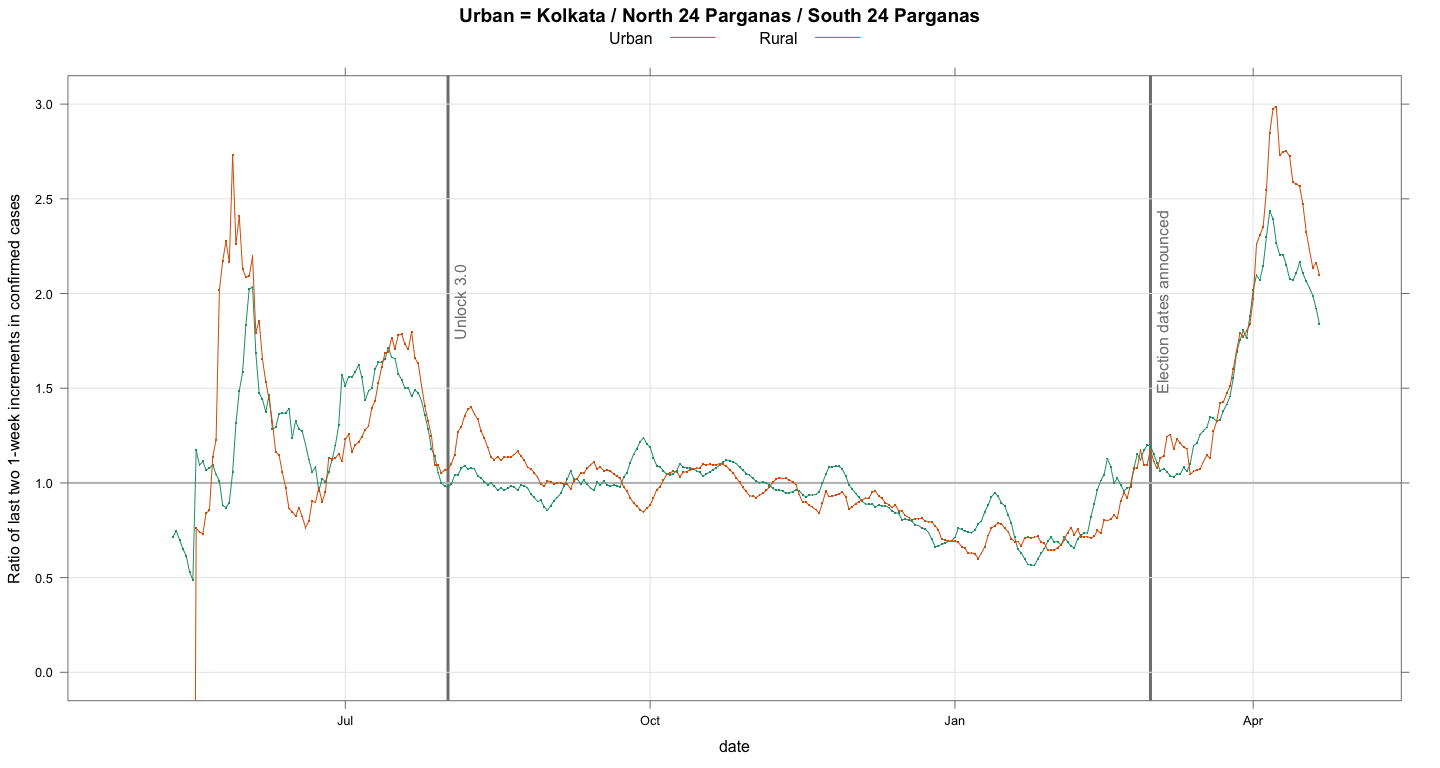 Urban = Kolkata / North 24 Parganas / South 24 Parganas
Urban
Rural
Ratio of last two 1-week increments in confirmed cases
3.0
2.5
2.0
1.5
1.0
0.5
0.0
Unlock 3.0
Election dates announced
Jul
Oct
Jan
Apr
date